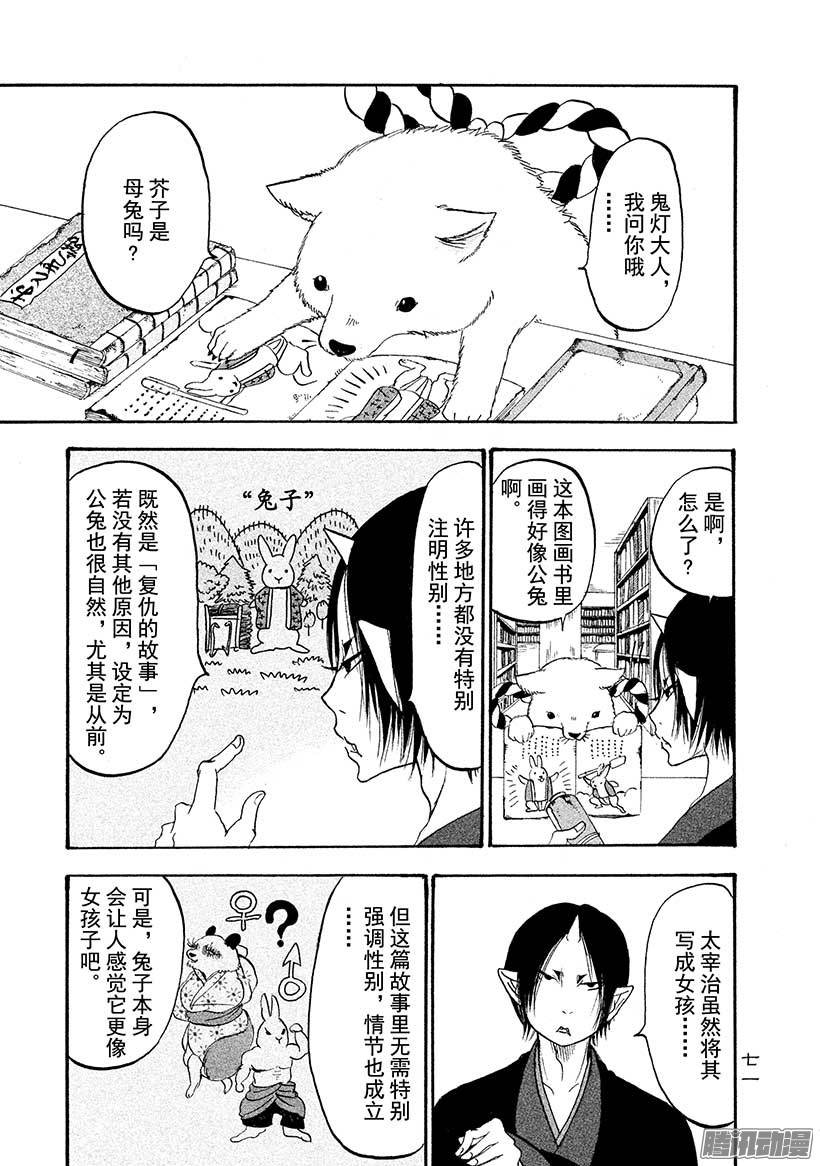 鬼灯大人，
我问你哦
……
芥子是
母兔吗？
是啊，
怎么了？
这本图画书里
画得好像公兔
啊。
许多地方都没有特别
注明性别……
“兔子”
既然是「复仇的故事」，
若没有其他原因，设定为
公兔也很自然，尤其是从前。
太宰治虽然将其
写成女孩……
但这篇故事里无需特别
强调性别，情节也成立
……
♀？♂
可是，兔子本身
会让人感觉它更像
女孩子吧。
七一
腾讯动漫